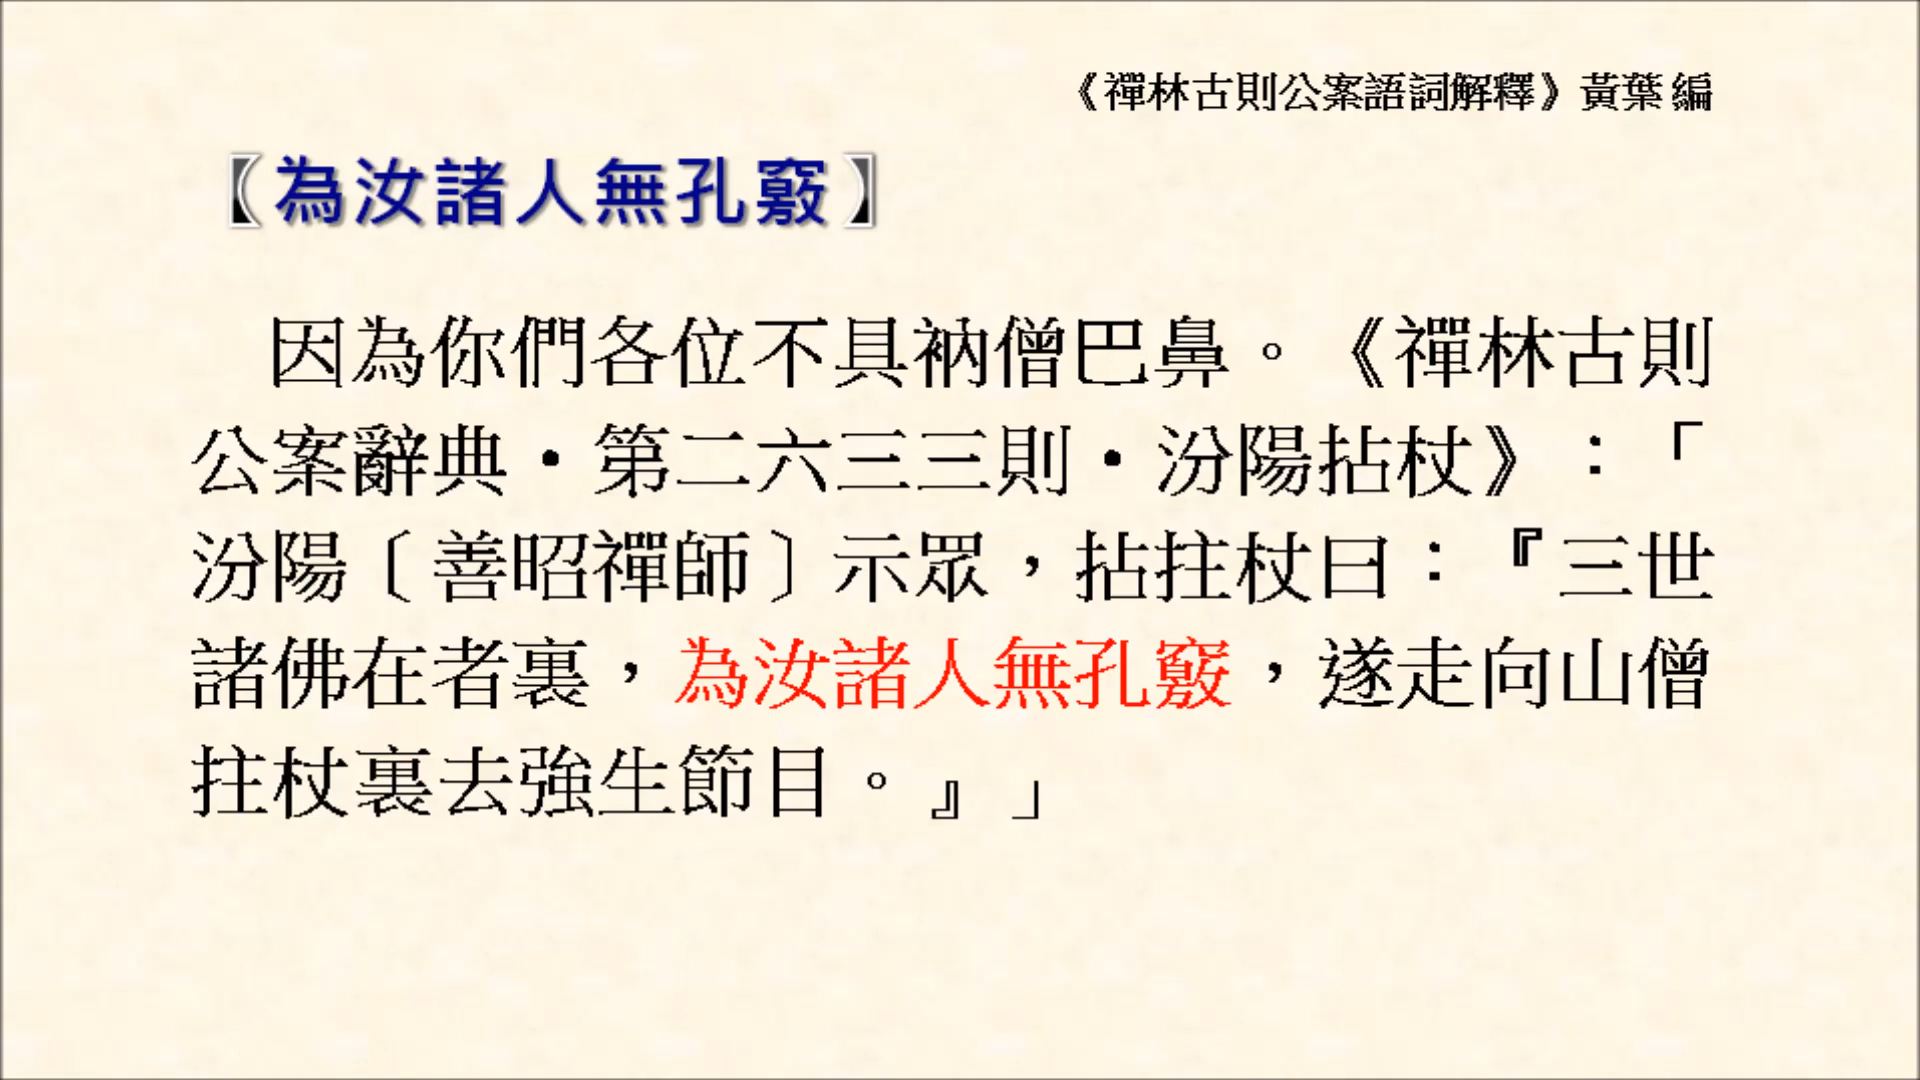 《禪林古則公案語詞解釋》黃葉 編
【為汝諸人無孔竅】
因為你們各位不具衲僧巴鼻。《禪林古則
公案辭典・第二六三三則・汾陽拈杖》：「
汾陽〔善昭禪師〕示眾，拈拄杖曰：『三世
諸佛在者裏，為汝諸人無孔竅，遂走向山僧
拄杖裏去強生節目。』」